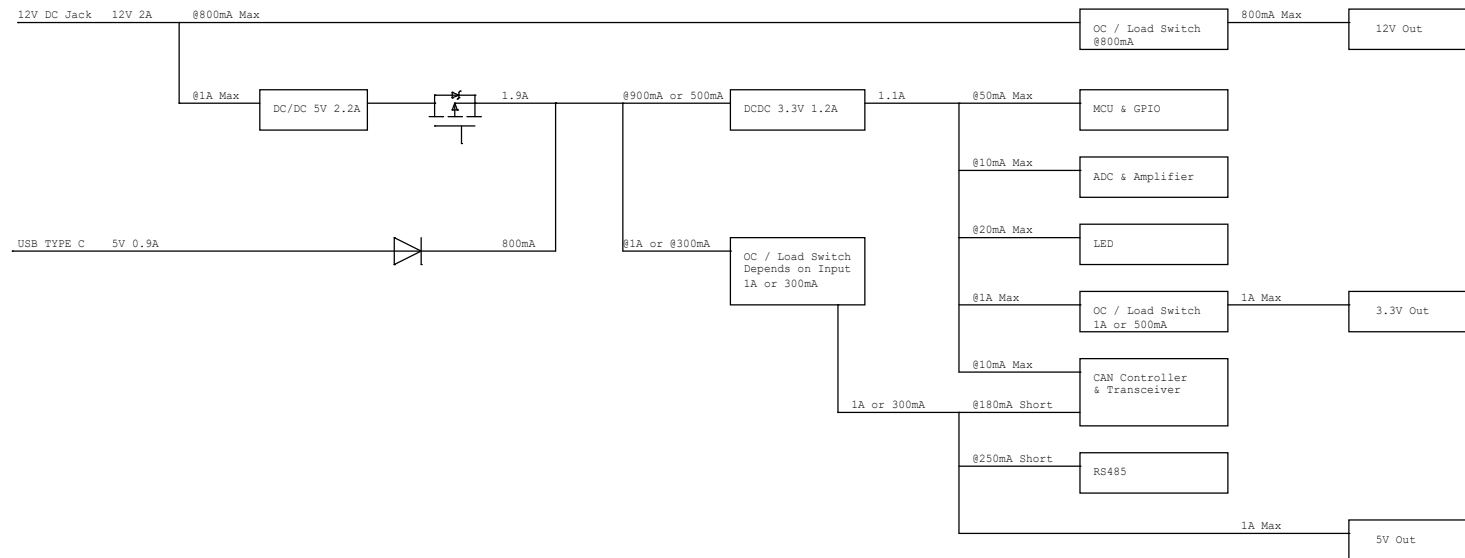 12V DC Jack 12V 2A @800mA Max
OC / Load Switch
@800mA
800mA Max
12V Out
@1A Max
DC/DC 5V 2.2A
1.9A
@900mA or 500mA
DCDC 3.3V 1.2A
1.1A
@50mA Max
MCU & GPIO
@10mA Max
ADC & Amplifier
USB TYPE C 5V 0.9A
800mA
@1A or @300mA
OC / Load Switch
Depends on Input
1A or 300mA
@20mA Max
LED
@1A Max
OC / Load Switch
1A or 500mA
1A Max
3.3V Out
@10mA Max
CAN Controller
& Transceiver
1A or 300mA
@180mA Short
@250mA Short
RS485
1A Max
5V Out